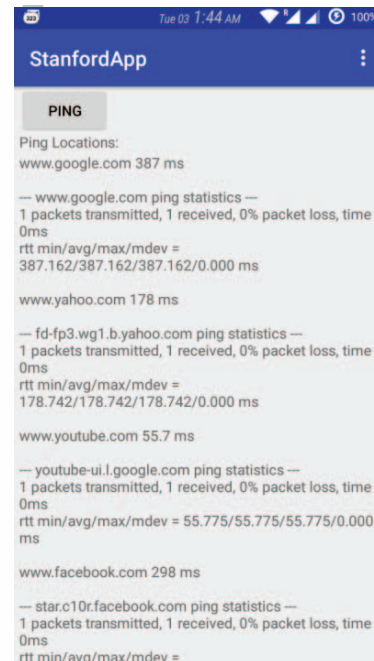 Tue 03 1:44 AM R 100%
StanfordApp
PING
Ping Locations:
www.google.com 387 ms
--- www.google.com ping statistics ---
1 packets transmitted, 1 received, 0% packet loss, time
0ms
rtt min/avg/max/mdev =
387.162/387.162/387.162/0.000 ms
www.yahoo.com 178 ms
--- fd-fp3.wg1.b.yahoo.com ping statistics ---
1 packets transmitted, 1 received, 0% packet loss, time
0ms
rtt min/avg/max/mdev =
178.742/178.742/178.742/0.000 ms
www.youtube.com 55.7 ms
--- youtube-ui.l.google.com ping statistics ---
1 packets transmitted, 1 received, 0% packet loss, time
0ms
rtt min/avg/max/mdev = 55.775/55.775/55.775/0.000
ms
www.facebook.com 298 ms
--- star.c10r.facebook.com ping statistics ---
1 packets transmitted, 1 received, 0% packet loss, time
0ms
rtt min/avg/max/mdev =